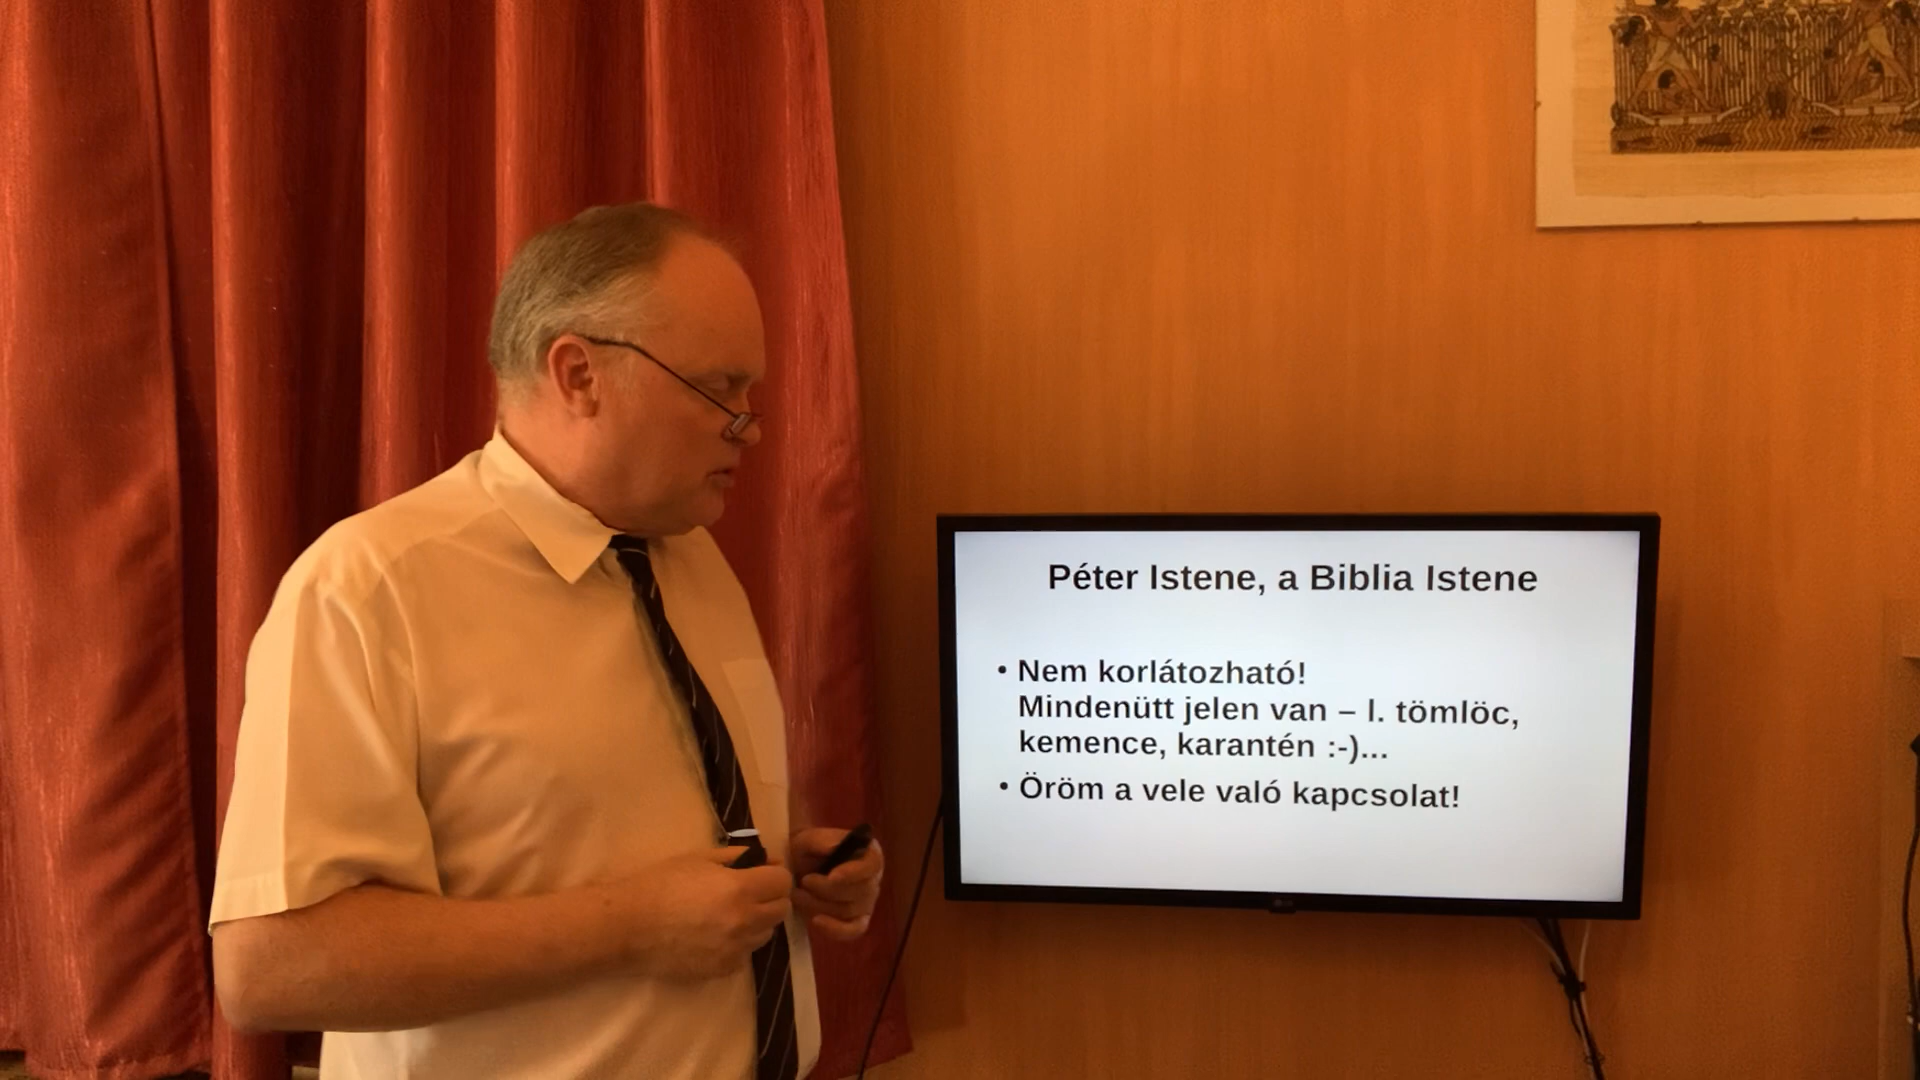 Péter Istene, a Biblia Istene
• Nem korlátozható!
Mindenütt jelen van – l. tömlöc,
kemence, karantén :-)...
• Öröm a vele való kapcsolat!